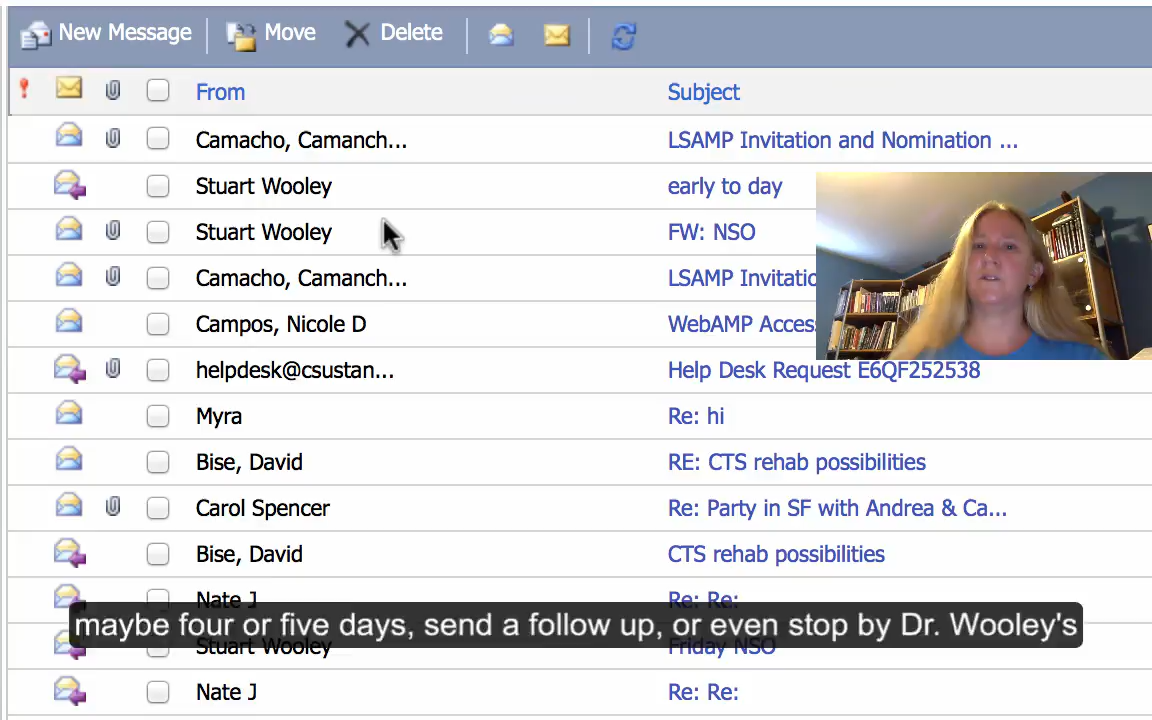 New Message Move Delete
From Subject
Camacho, Camanch... LSAMP Invitation and Nomination ...
Stuart Wooley early to day
Stuart Wooley FW: NSO
Camacho, Camanch... LSAMP Invitatio
Campos, Nicole D WebAMP Access
helpdesk@csustan... Help Desk Request E6QF252538
Myra Re: hi
Bise, David RE: CTS rehab possibilities
Carol Spencer Re: Party in SF with Andrea & Ca...
Bise, David CTS rehab possibilities
Nate J Re: Re:
maybe four or five days, send a follow up, or even stop by Dr. Wooley's
Stuart Wooley Friday NSO
Nate J Re: Re: